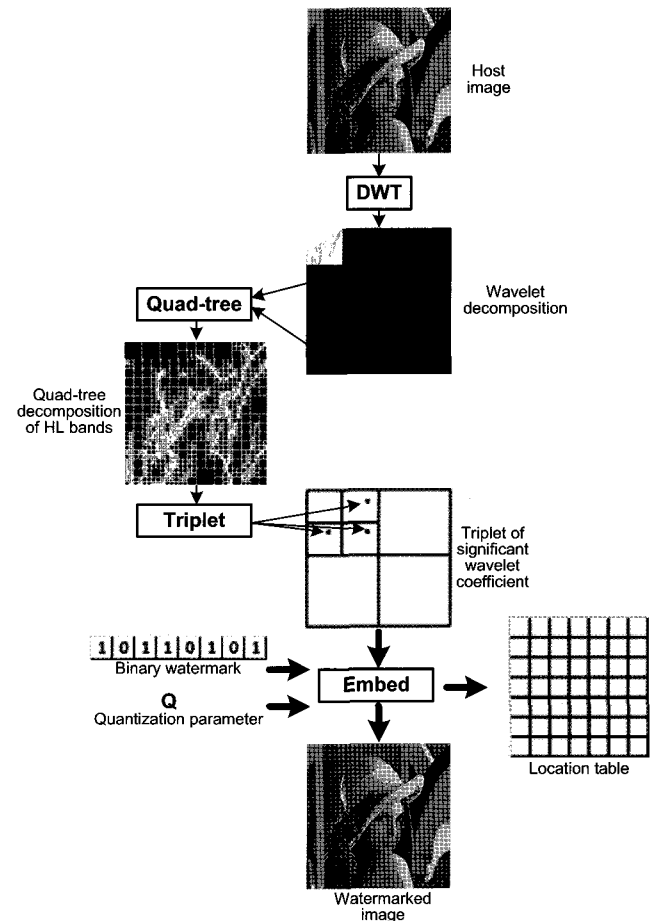 Host
image
DWT
Wavelet
decomposition
Quad-tree
Quad-tree
decomposition
of HL bands
Triplet
Triplet of
significant
wavelet
coefficient
1 0 1 1 0 1 0 1
Binary watermark
Embed
Q
Quantization parameter
Location table
Watermarked
image